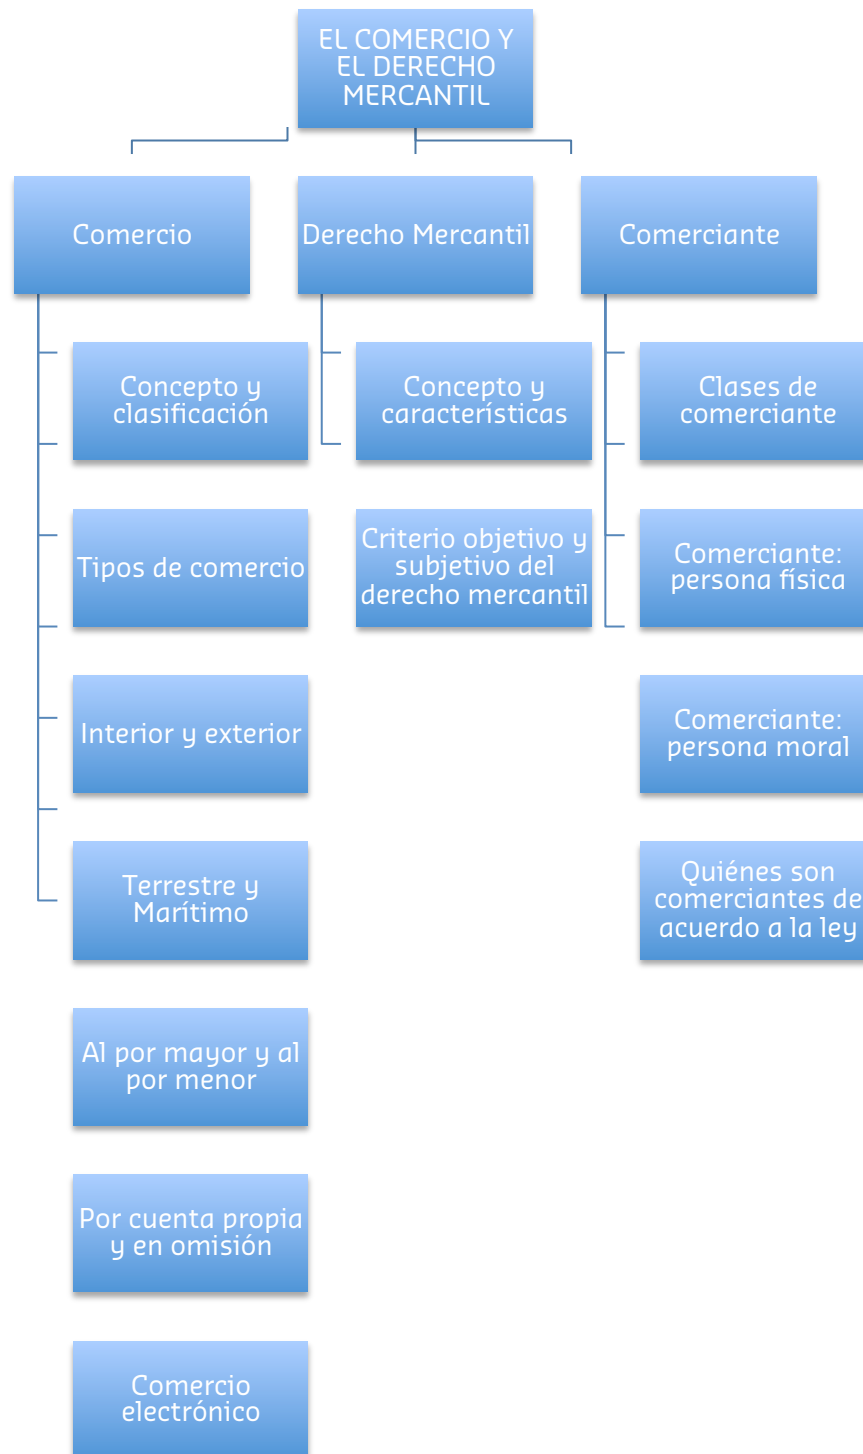 EL COMERCIO Y
EL DERECHO
MERCANTIL
Comercio
Derecho Mercantil
Comerciante
Concepto y
clasificación
Tipos de comercio
Interior y exterior
Terrestre y
Marítimo
Al por mayor y al
por menor
Por cuenta propia
y en omisión
Comercio
electrónico
Concepto y
características
Criterio objetivo y
subjetivo del
derecho mercantil
Clases de
comerciante
Comerciante:
persona física
Comerciante:
persona moral
Quiénes son
comerciantes de
acuerdo a la ley